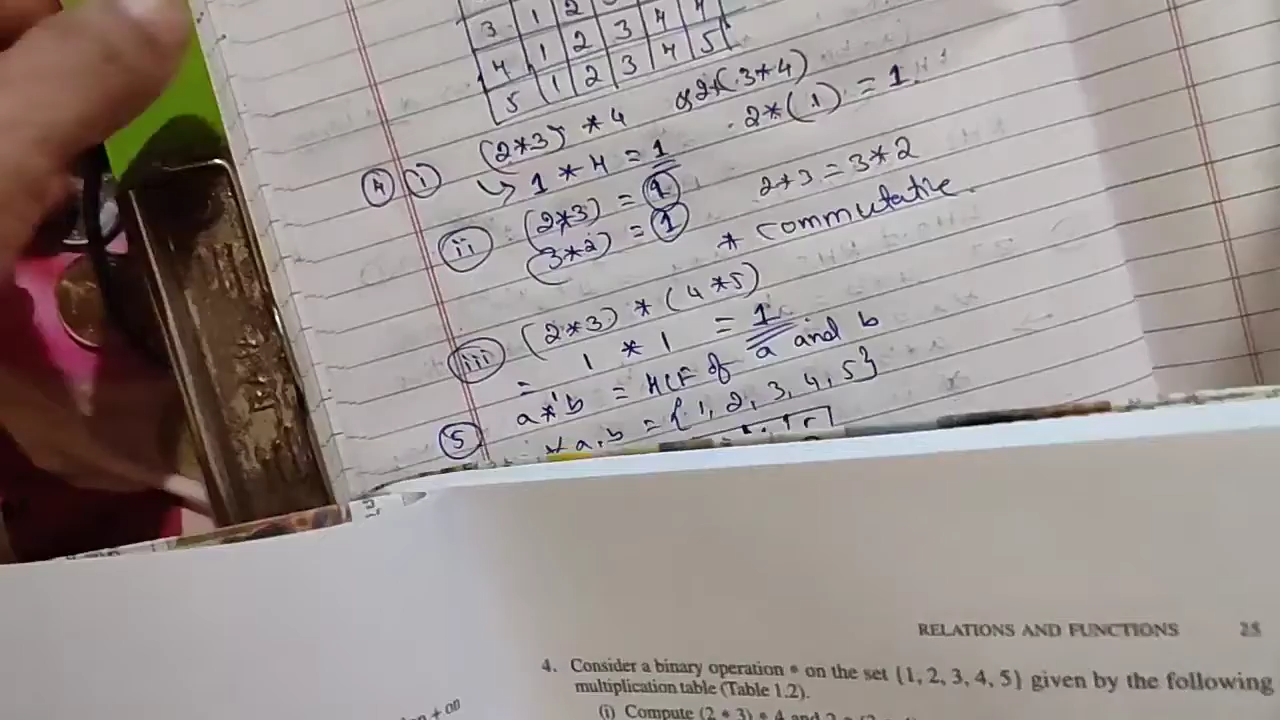 3 1 2
4 1 2 3 4 4
5 1 2 3 4 5
(4) (i) (2*3) * 4 & 2*(3*4)
↳ 1 * 4 = 1 2*(1) = 1.
(ii) (2*3) = 1 2*3 = 3*2
(3*2) = 1 * commutative.
(iii) (2*3) * (4*5)
= 1 * 1 = 1
(5) a*b = HCF of a and b
* a,b = {1, 2, 3, 4, 5}
RELATIONS AND FUNCTIONS 25
4. Consider a binary operation * on the set {1, 2, 3, 4, 5} given by the following
multiplication table (Table 1.2).
(i) Compute (2 * 3) * 4 and 2 *